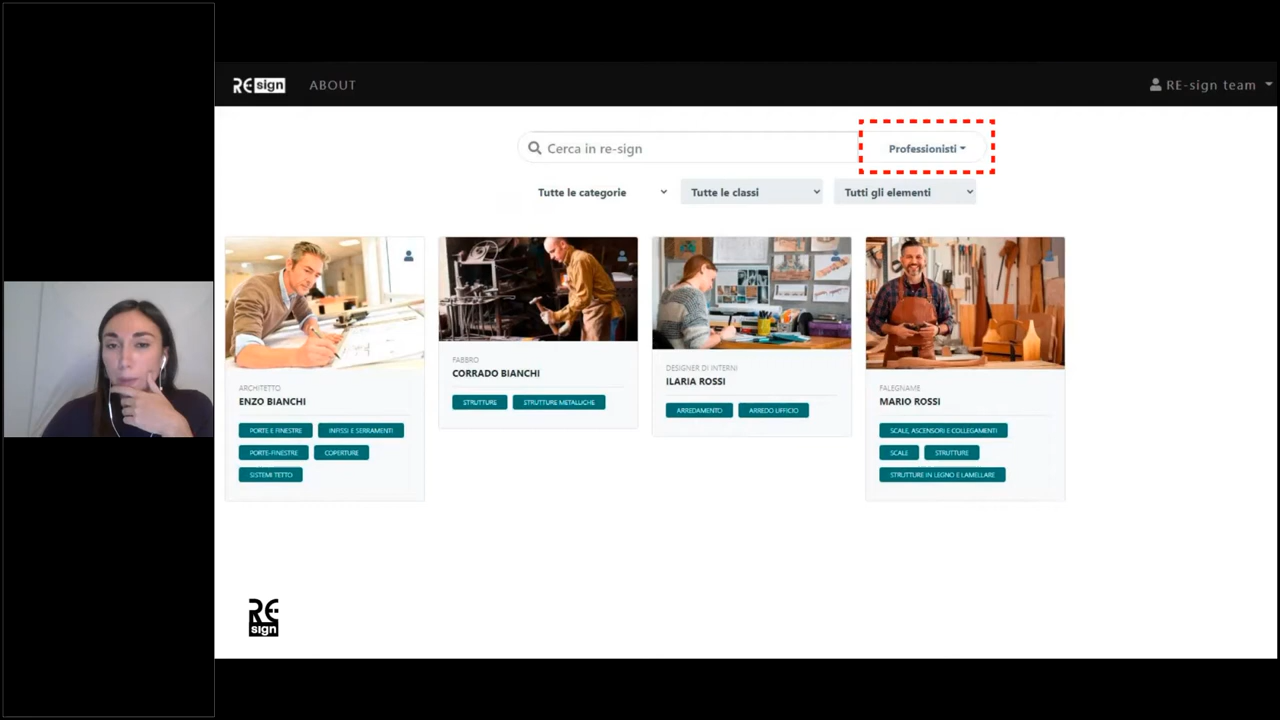 RE sign
ABOUT
RE-sign team
Cerca in re-sign
Professionisti
Tutte le categorie
Tutte le classi
Tutti gli elementi
ARCHITETTO
ENZO BIANCHI
PORTE E FINESTRE
INFISSI E SERRAMENTI
PORTE-FINESTRE
COPERTURE
SISTEMI TETTO
FABBRO
CORRADO BIANCHI
STRUTTURE
STRUTTURE METALLICHE
DESIGNER DI INTERNI
ILARIA ROSSI
ARREDAMENTO
ARREDO UFFICIO
FALEGNAME
MARIO ROSSI
SCALE, ASCENSORI E COLLEGAMENTI
SCALE
STRUTTURE
STRUTTURE IN LEGNO E LAMELLARE
RE
sign